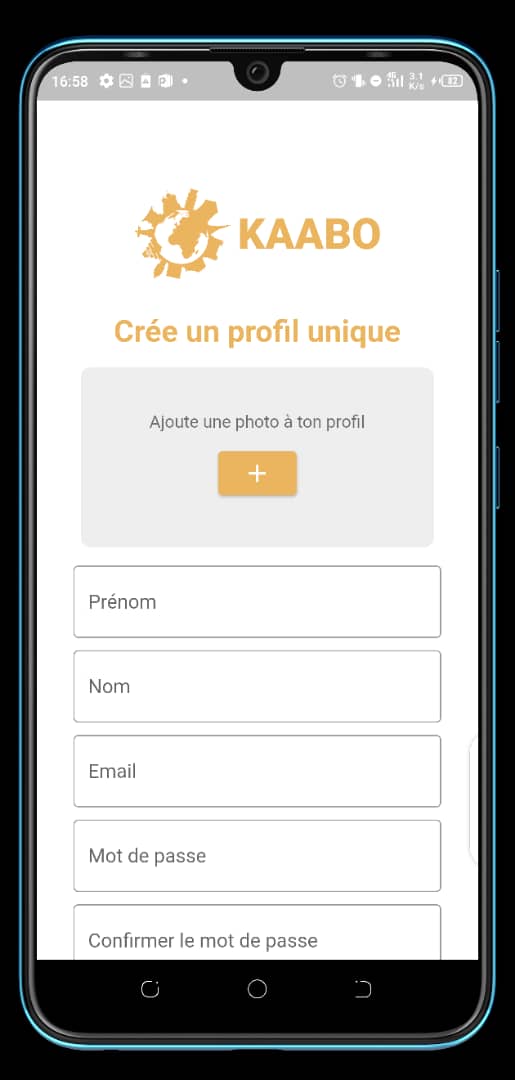 16:58
4G 3.1 K/s 82
KAABO
Crée un profil unique
Ajoute une photo à ton profil
+
Prénom
Nom
Email
Mot de passe
Confirmer le mot de passe